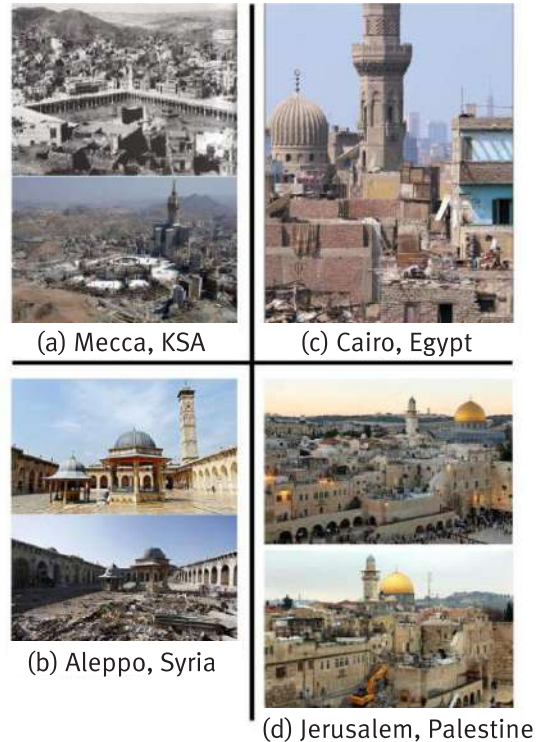 (a) Mecca, KSA
(c) Cairo, Egypt
(b) Aleppo, Syria
(d) Jerusalem, Palestine